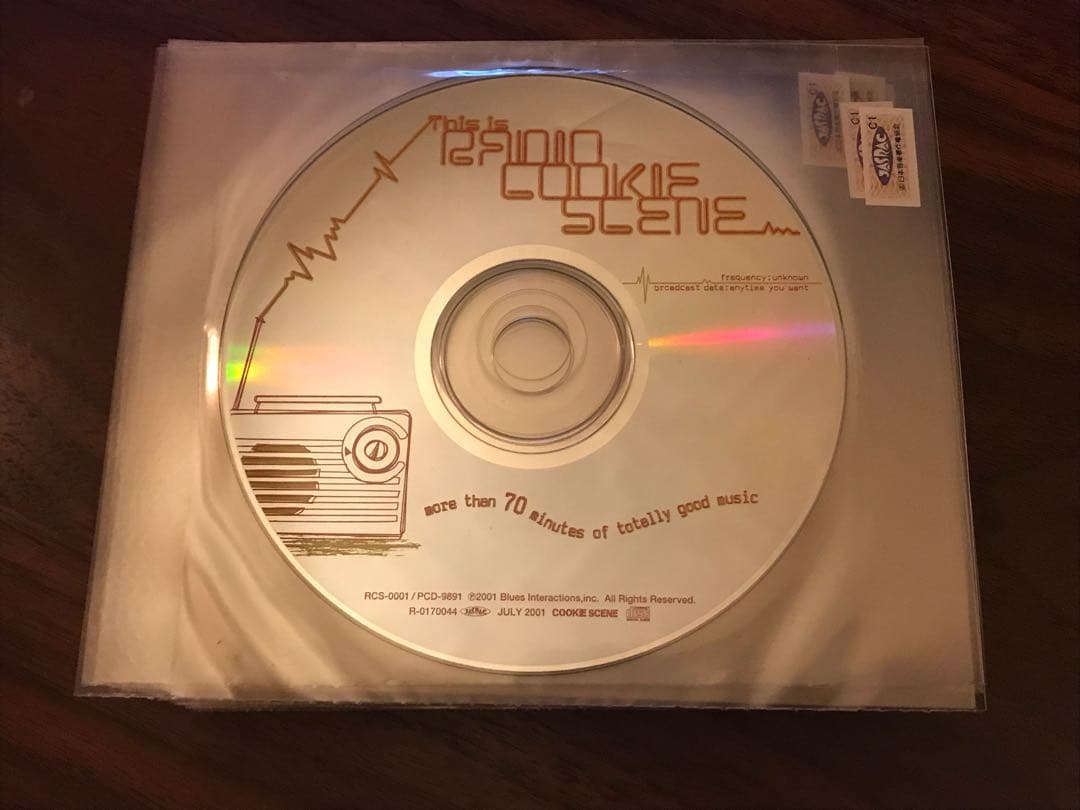 This is
RADIO
COOKIE
SCENE
frequency:unknown
broadcast date:anytime you want
more than 70 minutes of totally good music
RCS-0001 / PCD-9891 ℗2001 Blues Interactions,inc. All Rights Reserved.
R-0170044 JASRAC JULY 2001 COOKIE SCENE
JASRAC
C1